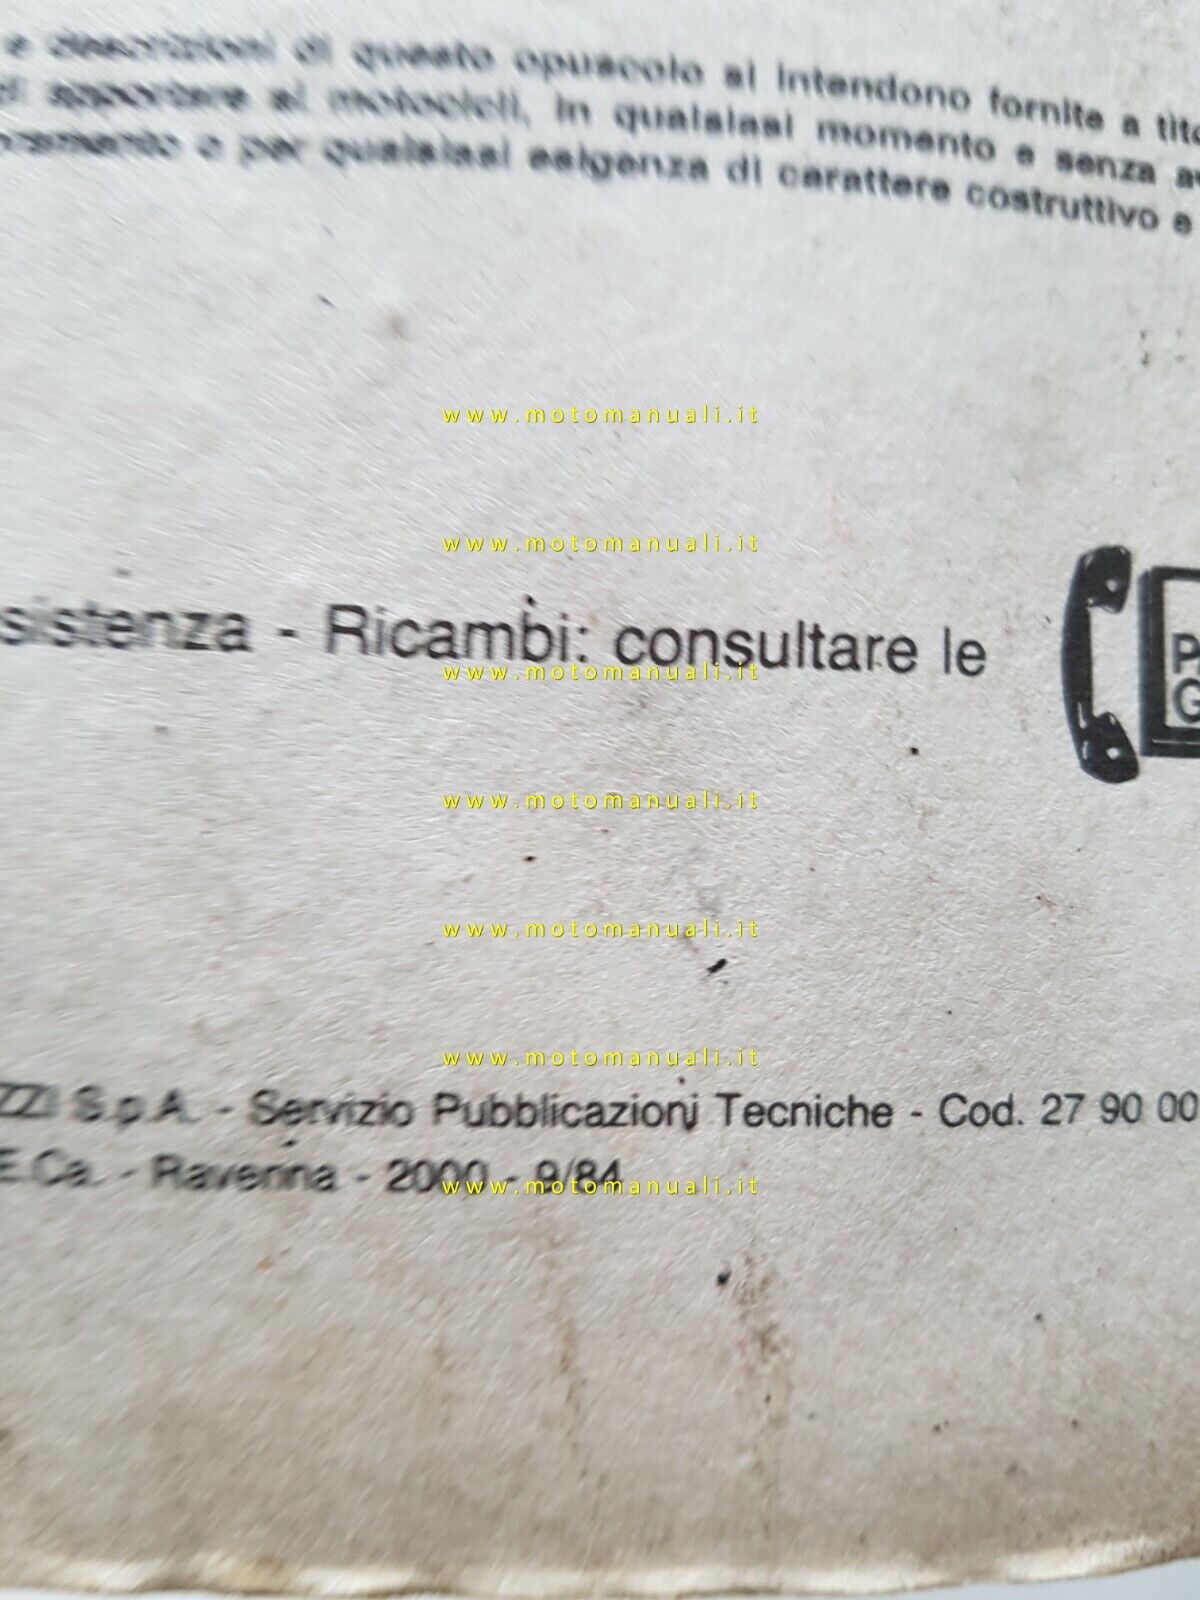 e descrizioni di questo opuscolo si intendono fornite a tito
apportare ai motocicli, in qualsiasi momento e senza av
o per qualsiasi esigenza di carattere costruttivo e
www.motomanuali.it
www.motomanuali.it
sistenza - Ricambi: consultare le P
G
www.motomanuali.it
www.motomanuali.it
www.motomanuali.it
www.motomanuali.it
ZZI S.p.A. - Servizio Pubblicazioni Tecniche - Cod. 27 90 00
E.Ca. - Ravenna - 2000 - 9/84
www.motomanuali.it